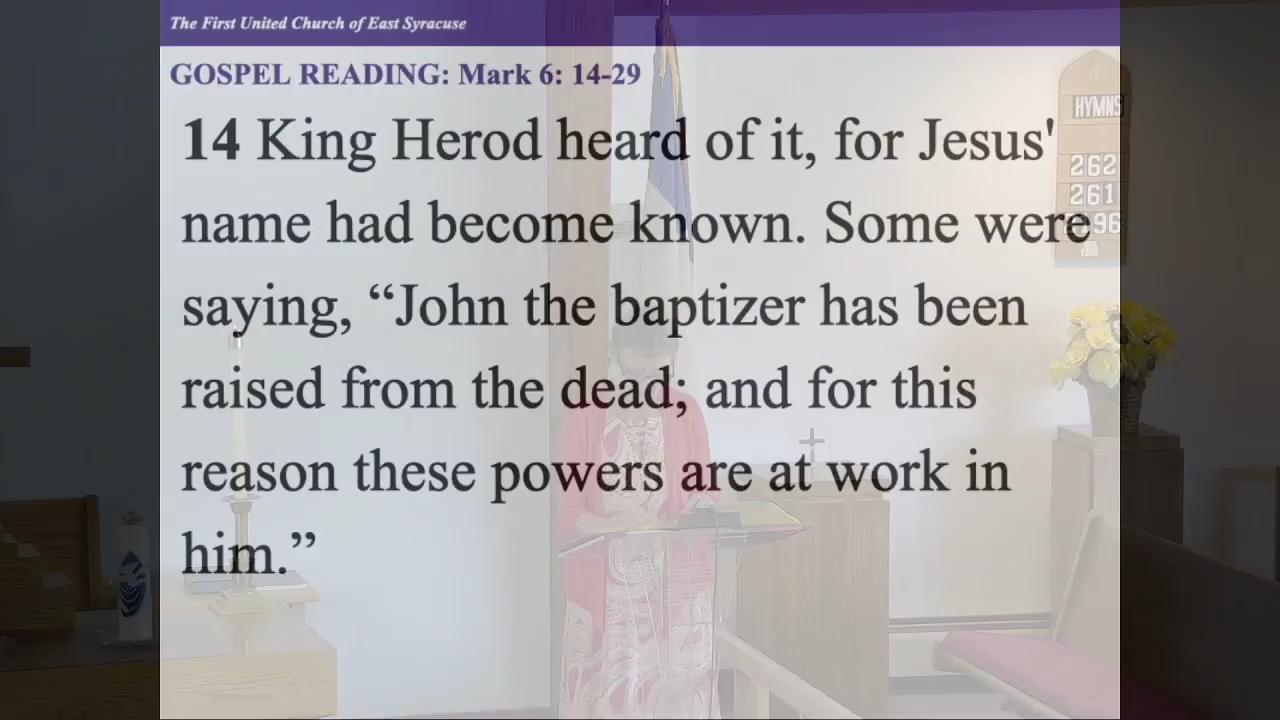 The First United Church of East Syracuse
GOSPEL READING: Mark 6: 14-29
14 King Herod heard of it, for Jesus'
name had become known. Some were
saying, “John the baptizer has been
raised from the dead; and for this
reason these powers are at work in
him.”
HYMNS
262
261